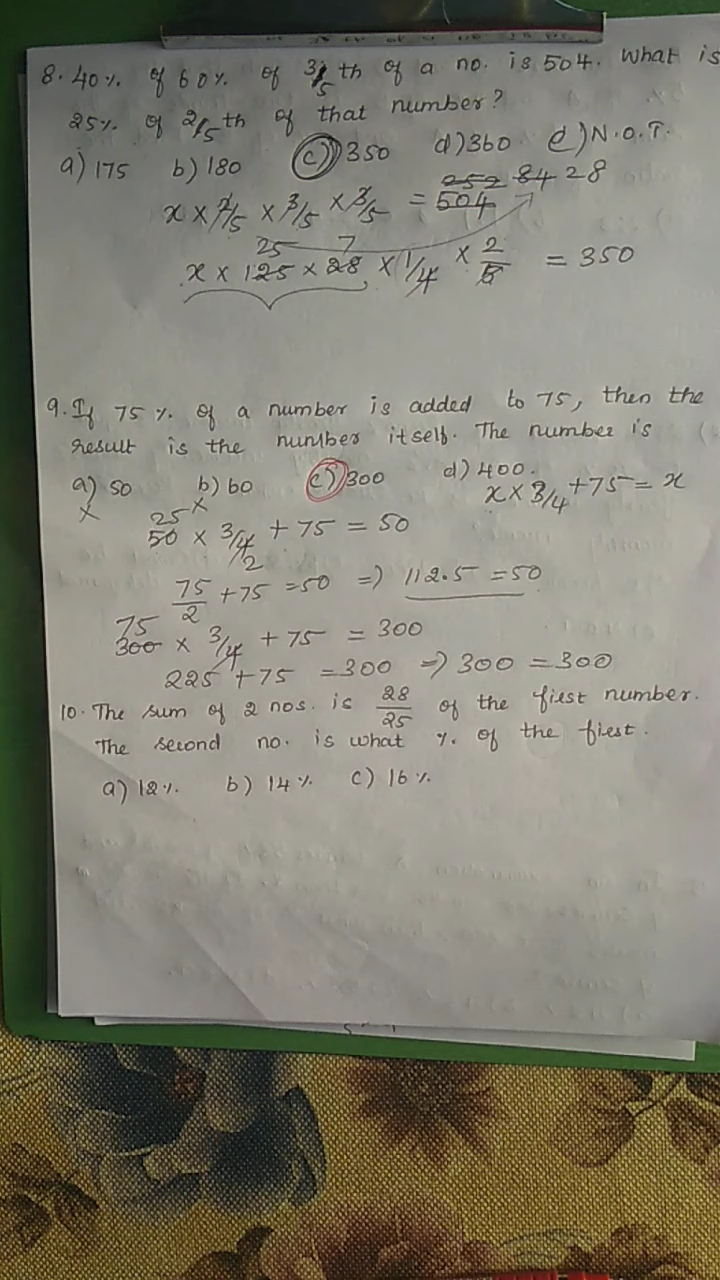 8. 40% of 60% of 3/5 th of a no. is 504. What is
25% of 2/5 th of that number?
a) 175 b) 180 c) 350 d) 360 e) N.O.T.
252 84 28
x × 2/5 × 3/5 × 3/5 = 504
25 7
x × 125 × 28 × 1/4 × 2/5 = 350
9. If 75% of a number is added to 75, then the
result is the number itself. The number is (
a) 50 b) 60 c) 300 d) 400.
x × 3/4 + 75 = x
× ×
25
50 × 3/4 + 75 = 50
2
75/2 + 75 = 50 => 112.5 = 50
75
300 × 3/4 + 75 = 300
225 + 75 = 300 => 300 = 300
10. The sum of 2 nos. is 28/25 of the first number.
The second no. is what % of the first.
a) 12% b) 14% c) 16%